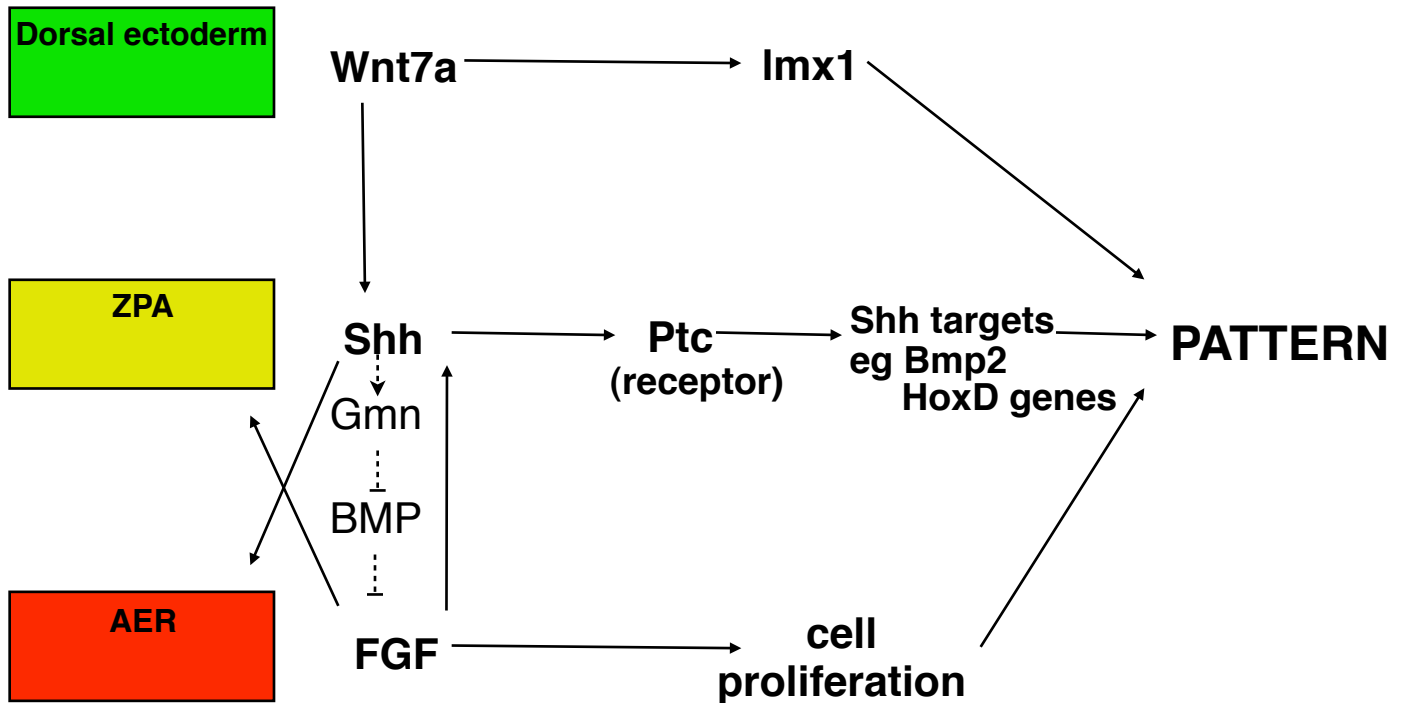 Dorsal ectoderm
Wnt7a
lmx1
ZPA
Shh
Ptc
(receptor)
Shh targets
eg Bmp2
HoxD genes
PATTERN
Gmn
BMP
AER
FGF
cell
proliferation